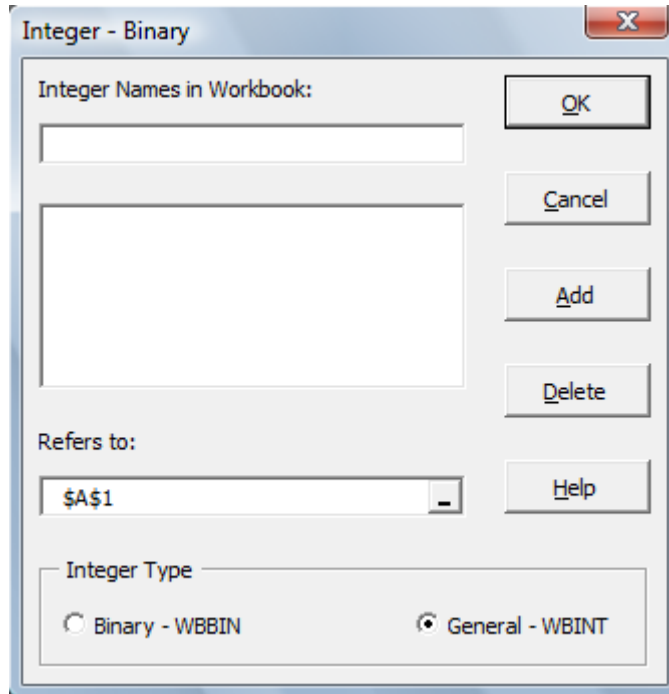 Integer - Binary
Integer Names in Workbook:
OK
Cancel
Add
Delete
Refers to:
$A$1
Help
Integer Type
Binary - WBBIN
General - WBINT